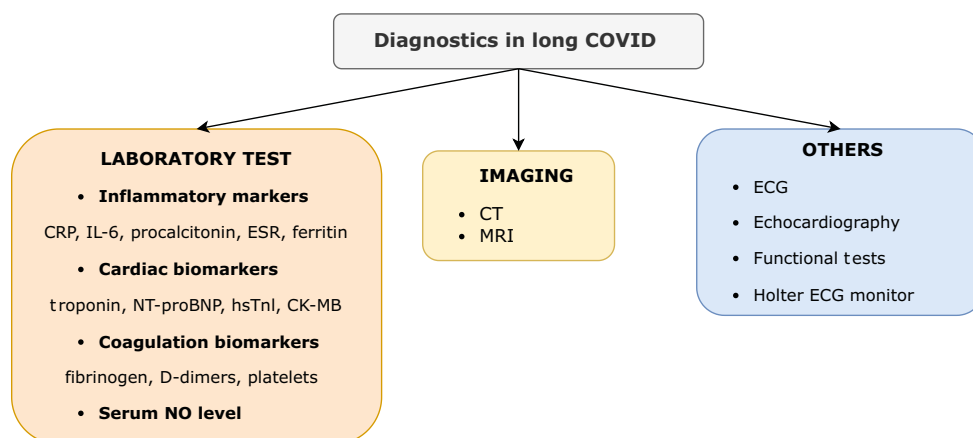 Diagnostics in long COVID
LABORATORY TEST
• Inflammatory markers
CRP, IL-6, procalcitonin, ESR, ferritin
• Cardiac biomarkers
troponin, NT-proBNP, hsTnl, CK-MB
• Coagulation biomarkers
fibrinogen, D-dimers, platelets
• Serum NO level
IMAGING
• CT
• MRI
OTHERS
• ECG
• Echocardiography
• Functional tests
• Holter ECG monitor